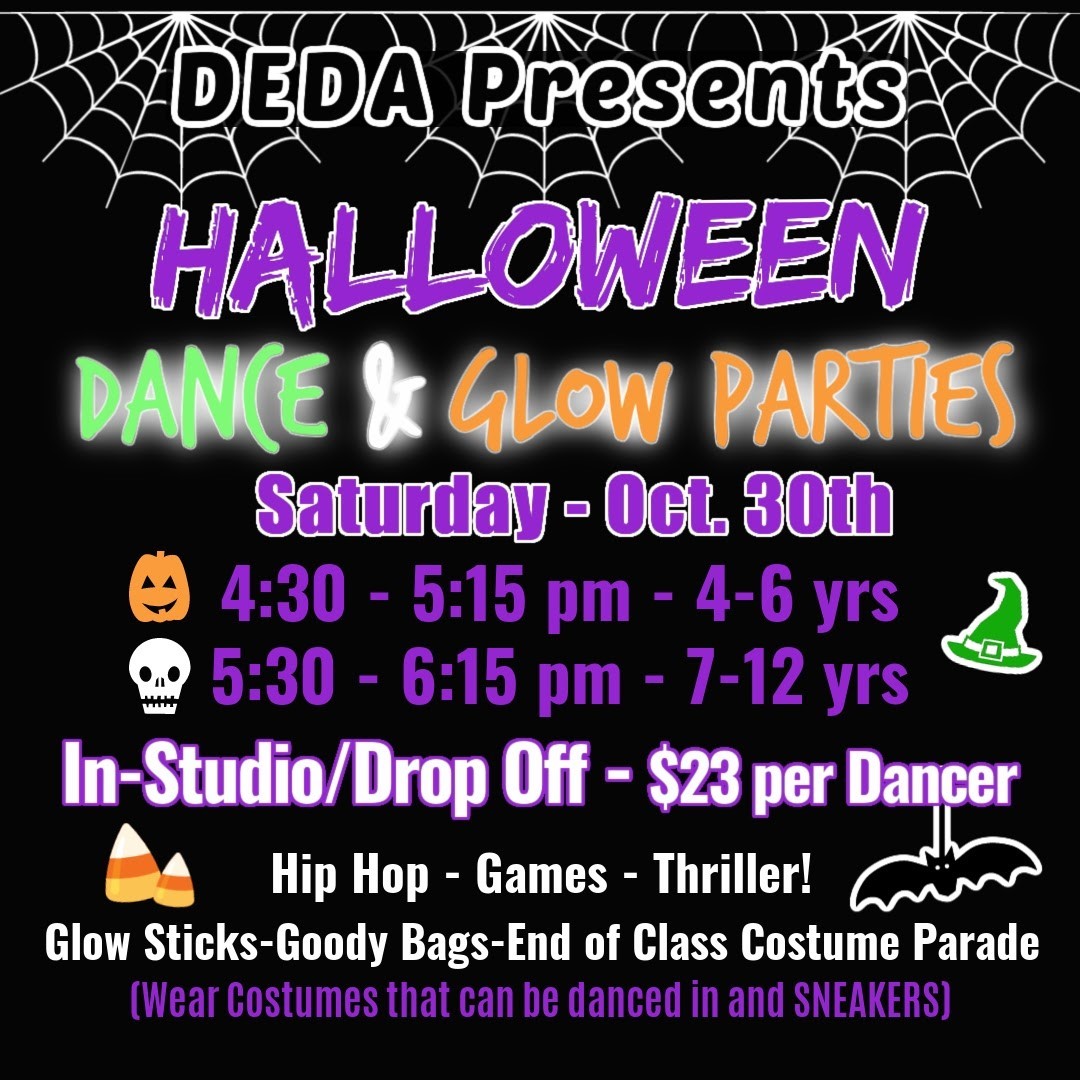 DEDA Presents
HALLOWEEN
DANCE & GLOW PARTIES
Saturday - Oct. 30th
4:30 - 5:15 pm - 4-6 yrs
5:30 - 6:15 pm - 7-12 yrs
In-Studio/Drop Off - $23 per Dancer
Hip Hop - Games - Thriller!
Glow Sticks-Goody Bags-End of Class Costume Parade
(Wear Costumes that can be danced in and SNEAKERS)